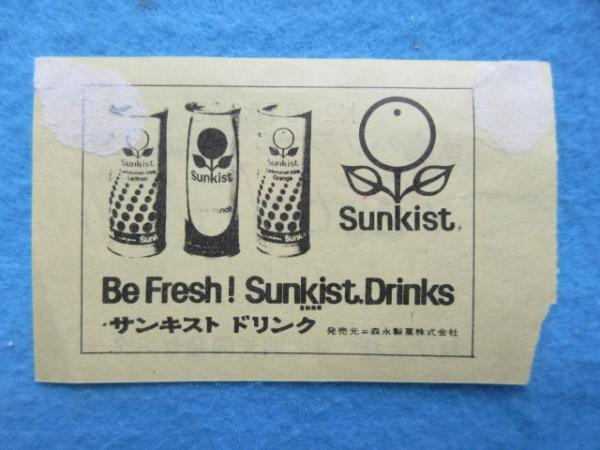 Sunkist
Lemon
Sunkist
Punch
Sunkist
Orange
Sunkist
Be Fresh! Sunkist Drinks
サンキスト ドリンク 発売元=森永製菓株式会社